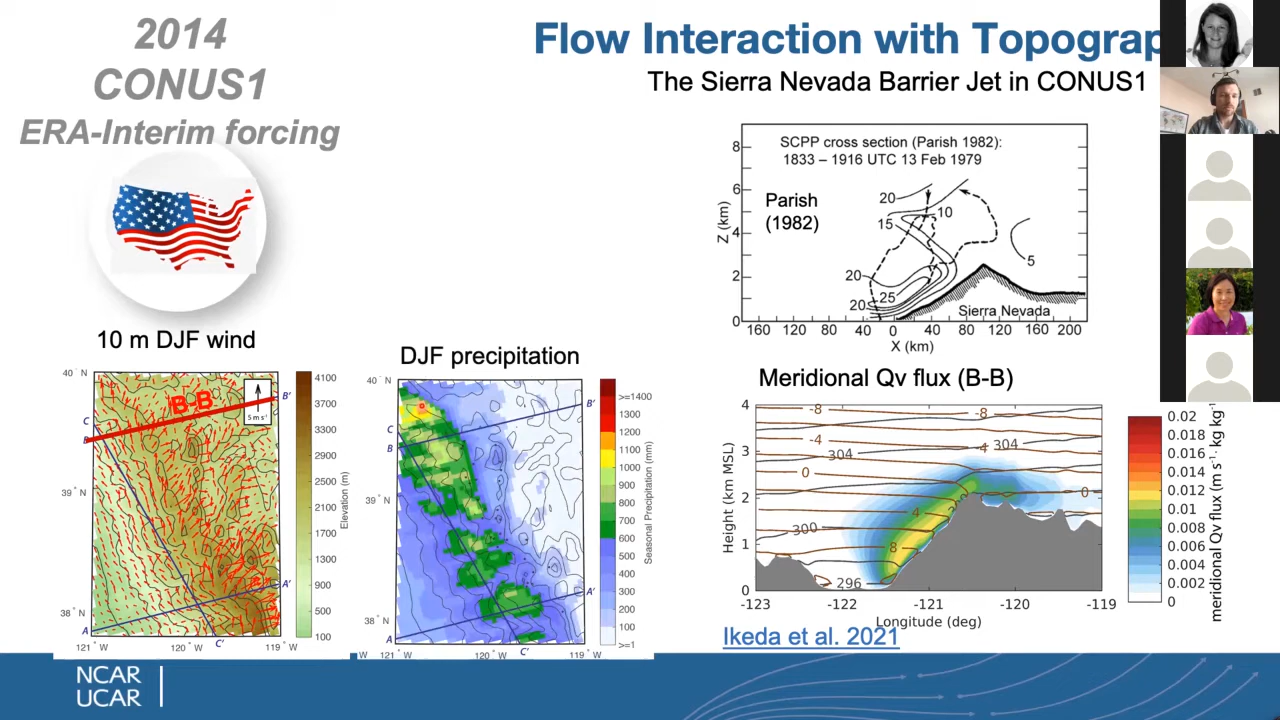 2014
CONUS1
ERA-Interim forcing
Flow Interaction with Topograp
The Sierra Nevada Barrier Jet in CONUS1
SCPP cross section (Parish 1982):
1833 – 1916 UTC 13 Feb 1979
Parish
(1982)
Z (km)
8
6
4
2
0
20
15
10
5
20
25
20
Sierra Nevada
160 120 80 40 0 40 80 120 160 200
X (km)
10 m DJF wind
40 ° N
39 ° N
38 ° N
121 ° W 120 ° W 119 ° W
B-B
5 m s⁻¹
B'
C
B
A'
A
C'
4100
3700
3300
2900
2500
2100
1700
1300
900
500
100
Elevation (m)
DJF precipitation
40 ° N
39 ° N
38 ° N
W 121 ° W 120 ° W 119 ° W
B'
C
B
A'
A
C'
>=1400
1300
1200
1100
1000
900
800
700
600
500
400
300
200
100
>=1
Seasonal Precipitation (mm)
Meridional Qv flux (B-B)
Height (km MSL)
4
3
2
1
0
-8 -8
-4 -4 304
304
0 0
4 2
300
8
296
-123 -122 -121 -120 -119
Longitude (deg)
0.02
0.018
0.016
0.014
0.012
0.01
0.008
0.006
0.004
0.002
0
meridional Qv flux (m s⁻¹· kg kg⁻¹
Ikeda et al. 2021
NCAR
UCAR